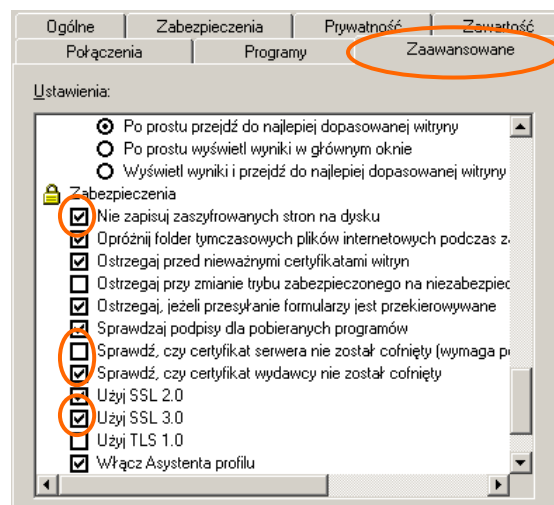 Ogólne Zabezpieczenia Prywatność Zawartość
Połączenia Programy Zaawansowane
Ustawienia:
Po prostu przejdź do najlepiej dopasowanej witryny
Po prostu wyświetl wyniki w głównym oknie
Wyświetl wyniki i przejdź do najlepiej dopasowanej witryny
Zabezpieczenia
Nie zapisuj zaszyfrowanych stron na dysku
Opróżnij folder tymczasowych plików internetowych podczas
Ostrzegaj przed nieważnymi certyfikatami witryn
Ostrzegaj przy zmianie trybu zabezpieczonego na niezabezpiec
Ostrzegaj, jeżeli przesyłanie formularzy jest przekierowywane
Sprawdzaj podpisy dla pobieranych programów
Sprawdź, czy certyfikat serwera nie został cofnięty (wymaga
Sprawdź, czy certyfikat wydawcy nie został cofnięty
Użyj SSL 2.0
Użyj SSL 3.0
Użyj TLS 1.0
Włącz Asystenta profilu